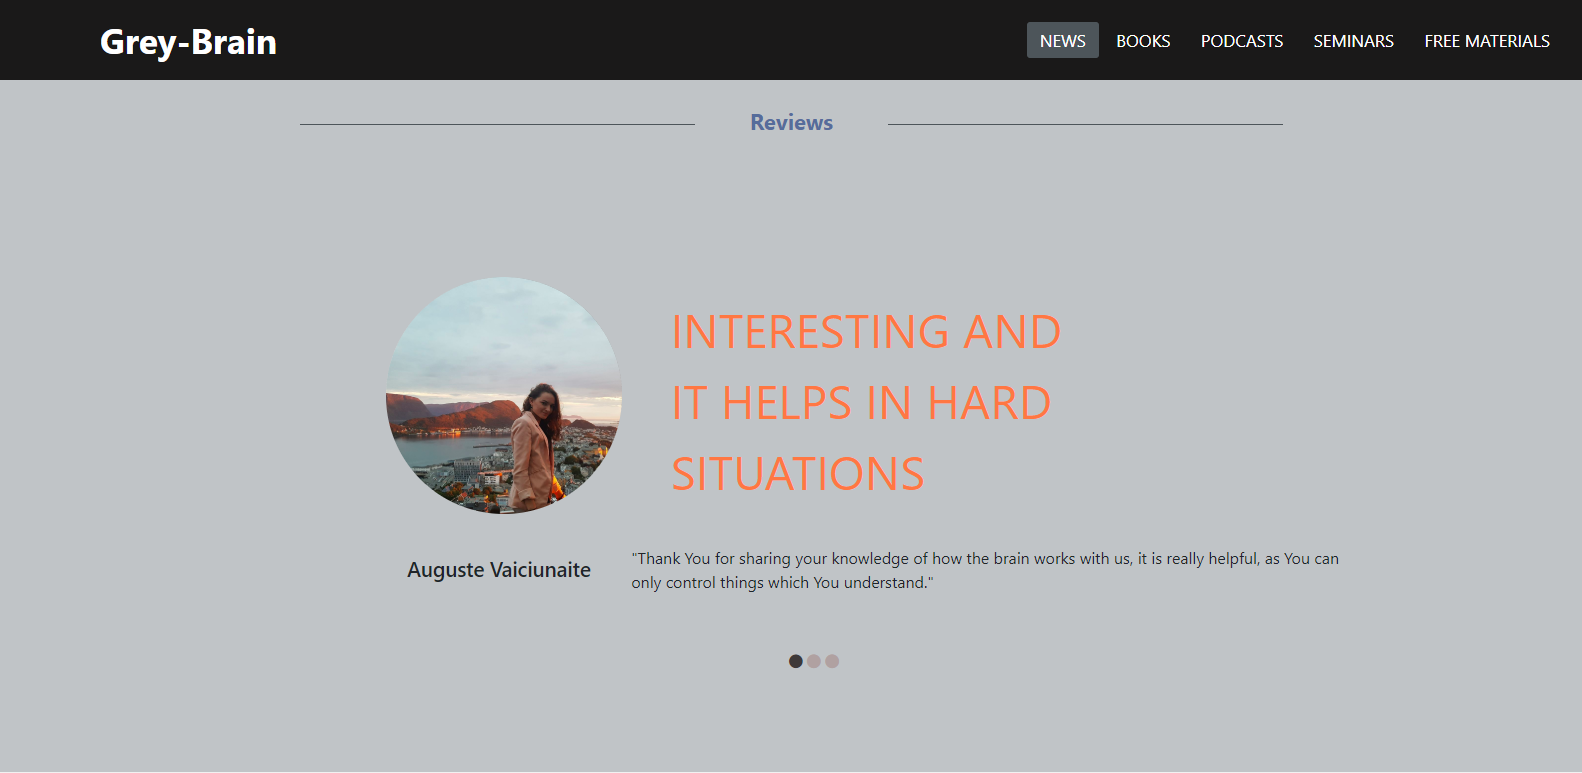 Grey-Brain
NEWS BOOKS PODCASTS SEMINARS FREE MATERIALS
Reviews
INTERESTING AND
IT HELPS IN HARD
SITUATIONS
Auguste Vaiciunaite
"Thank You for sharing your knowledge of how the brain works with us, it is really helpful, as You can
only control things which You understand."